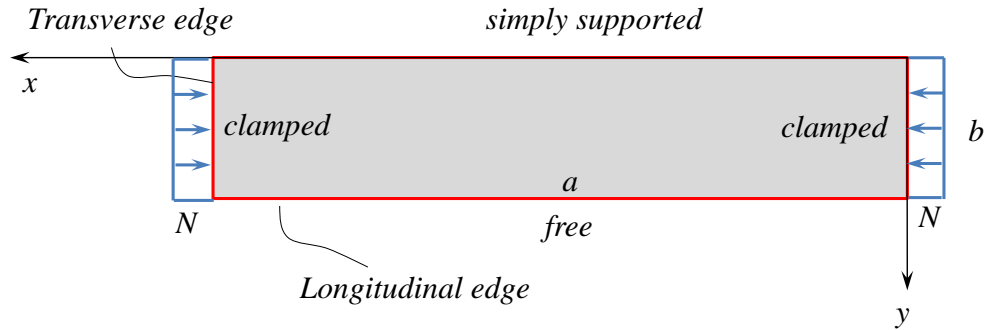 Transverse edge
simply supported
x
clamped
clamped
b
a
N
free
N
Longitudinal edge
y